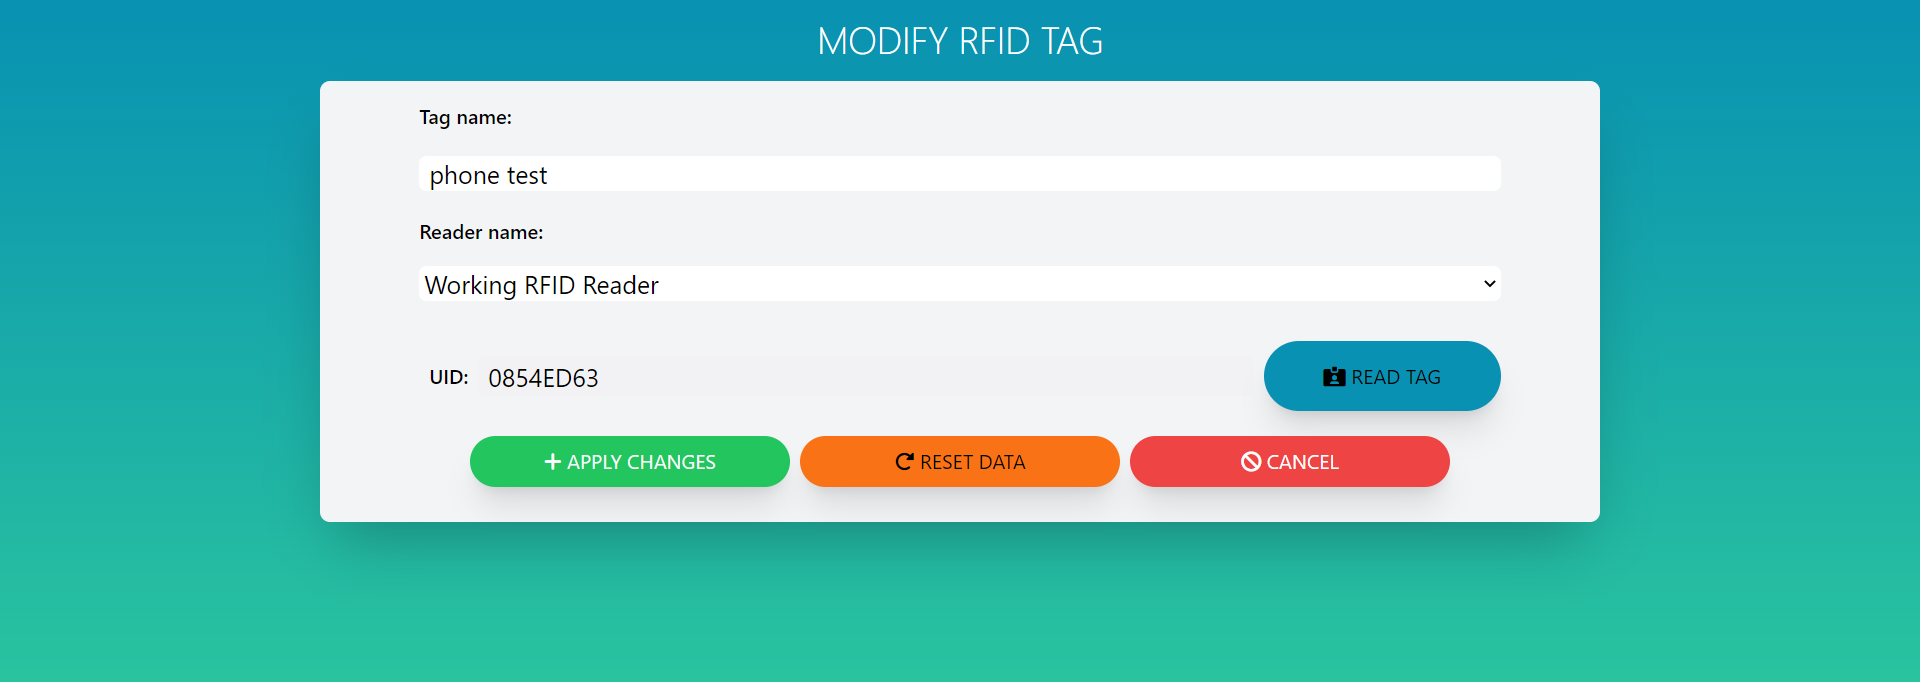 MODIFY RFID TAG
Tag name:
phone test
Reader name:
Working RFID Reader
UID: 0854ED63 READ TAG
APPLY CHANGES RESET DATA CANCEL